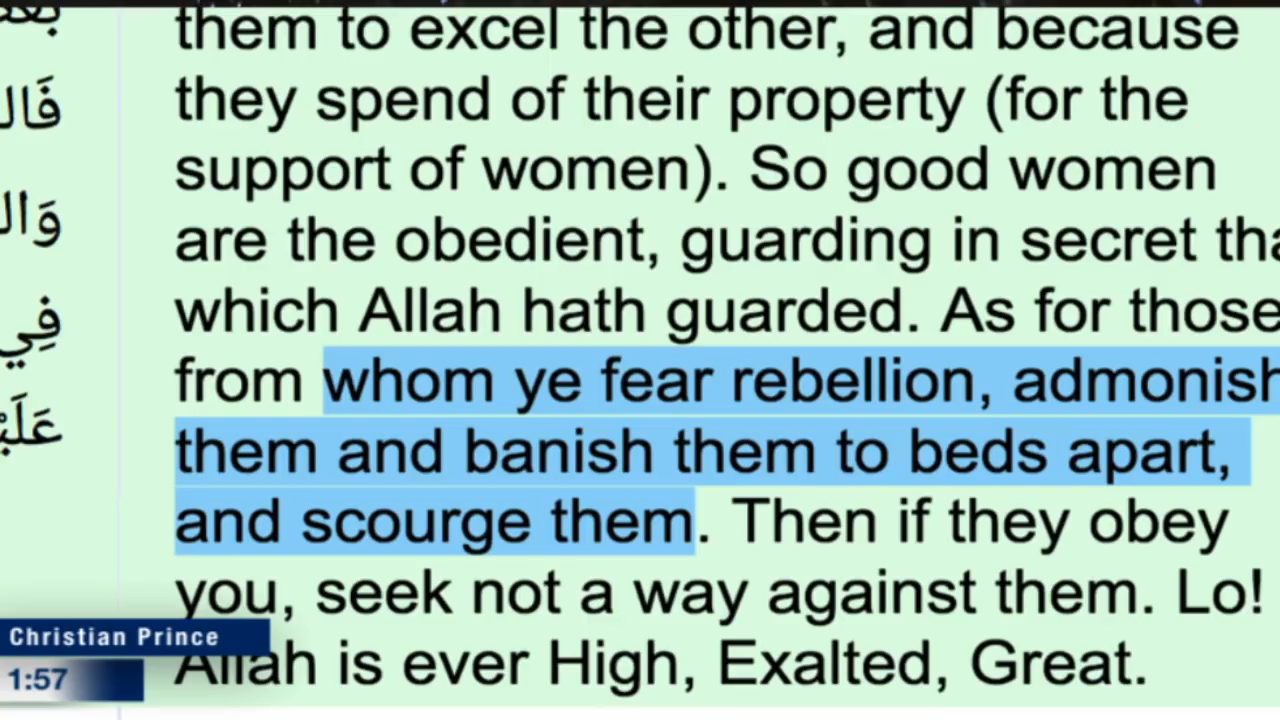 them to excel the other, and because
they spend of their property (for the
support of women). So good women
are the obedient, guarding in secret
which Allah hath guarded. As for those
from whom ye fear rebellion, admonish
them and banish them to beds apart,
and scourge them. Then if they obey
you, seek not a way against them. Lo!
Allah is ever High, Exalted, Great.
فِي
Christian Prince
1:57